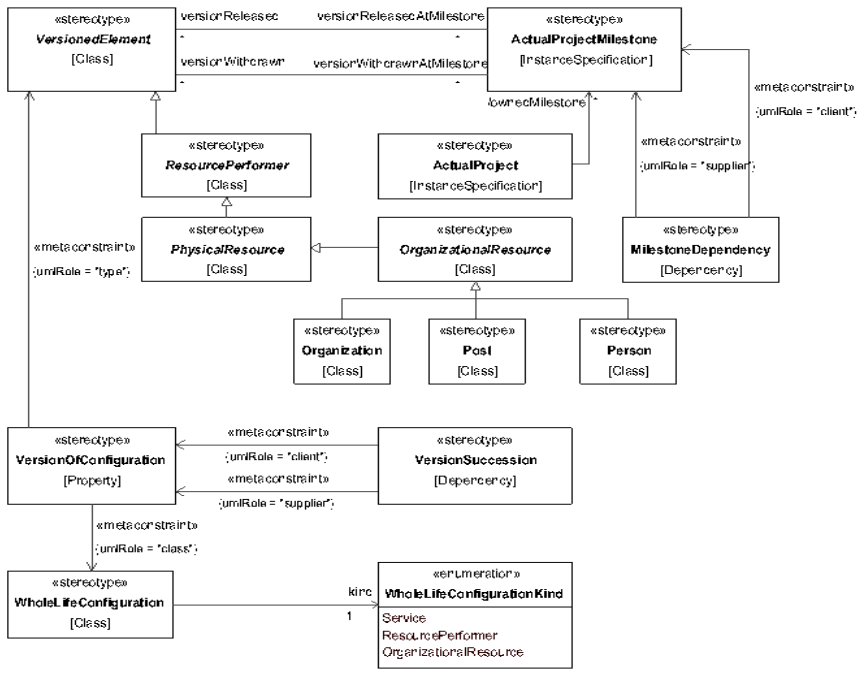 «stereotype»
VersionedElement
[Class]
versionReleased
versionReleasedAtMilestone
*
*
versionWithdrawn
versionWithdrawnAtMilestone
*
*
«stereotype»
ActualProjectMilestone
[InstanceSpecification]
«metaconstraint»
{umlRole = "client"}
ownedMilestone *
«metaconstraint»
{umlRole = "supplier"}
«stereotype»
ResourcePerformer
[Class]
«stereotype»
ActualProject
[InstanceSpecification]
«metaconstraint»
{umlRole = "type"}
«stereotype»
PhysicalResource
[Class]
«stereotype»
OrganizationalResource
[Class]
«stereotype»
MilestoneDependency
[Dependency]
«stereotype»
Organization
[Class]
«stereotype»
Post
[Class]
«stereotype»
Person
[Class]
«stereotype»
VersionOfConfiguration
[Property]
«metaconstraint»
{umlRole = "client"}
«metaconstraint»
{umlRole = "supplier"}
«stereotype»
VersionSuccession
[Dependency]
«metaconstraint»
{umlRole = "class"}
«stereotype»
WholeLifeConfiguration
[Class]
kind
1
«enumeration»
WholeLifeConfigurationKind
Service
ResourcePerformer
OrganizationalResource